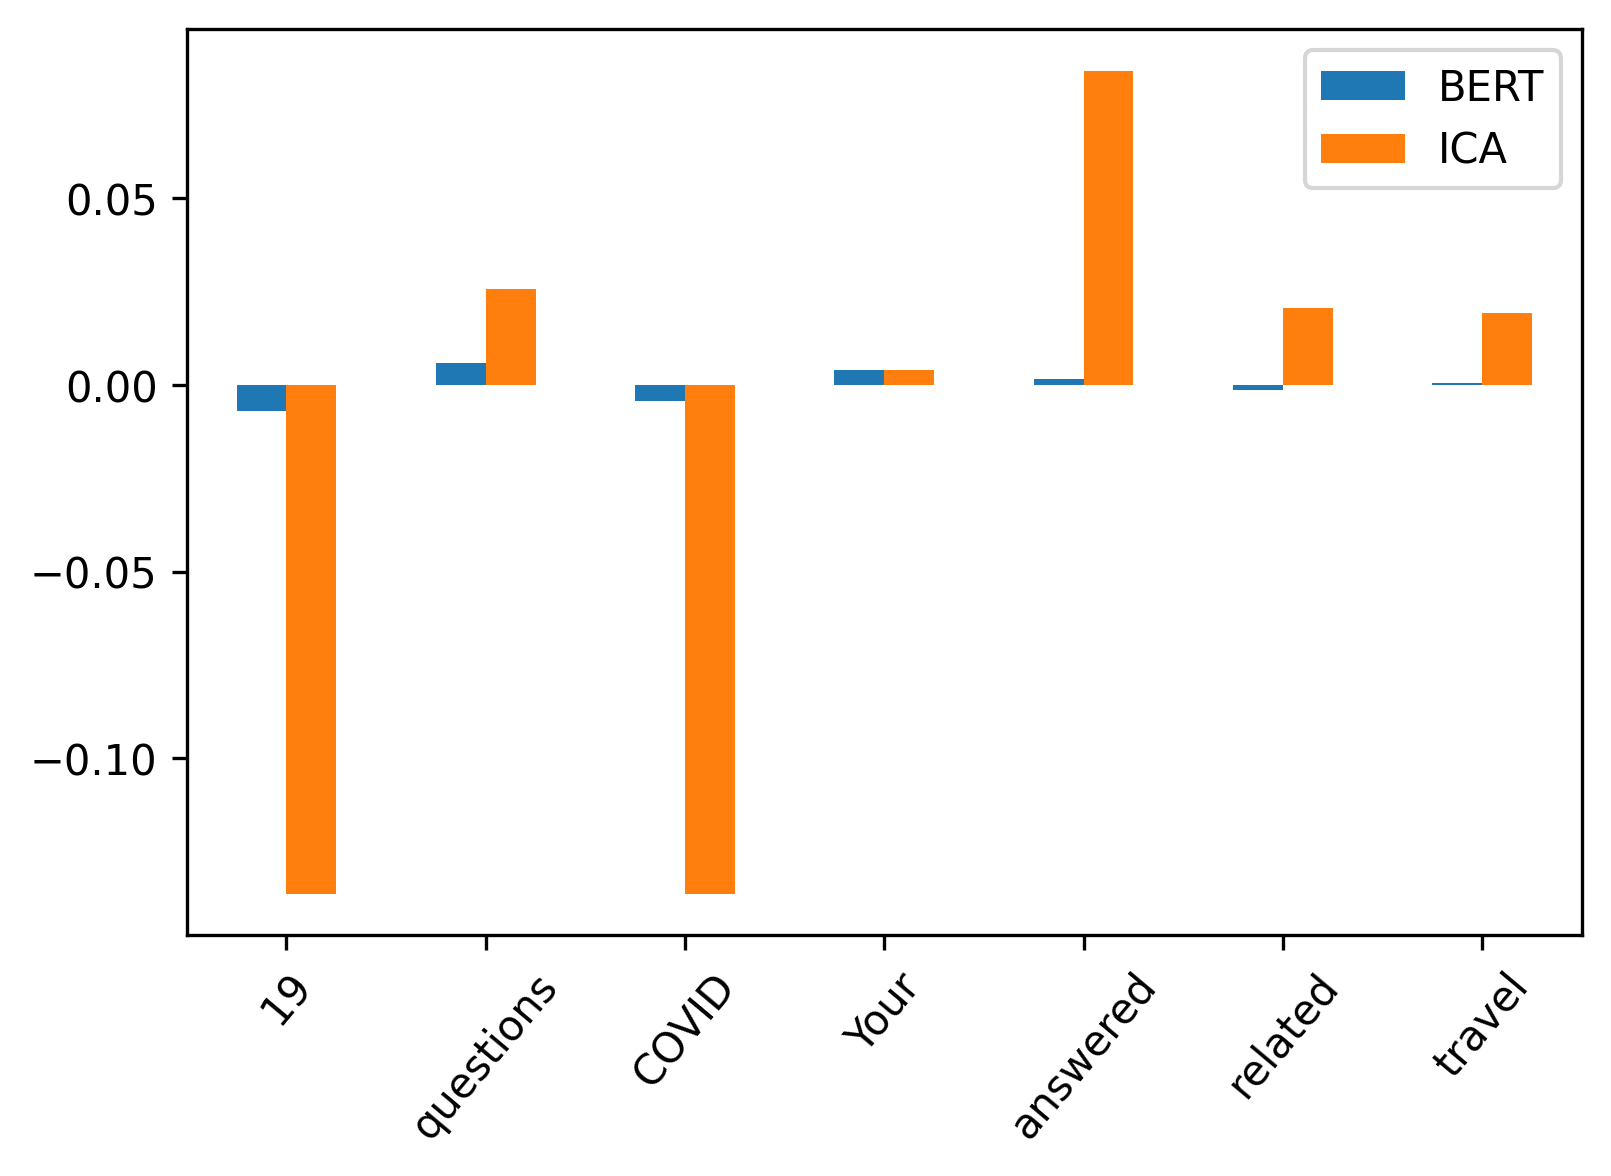 BERT
ICA
0.05
0.00
−0.05
−0.10
19
questions
COVID
Your
answered
related
travel